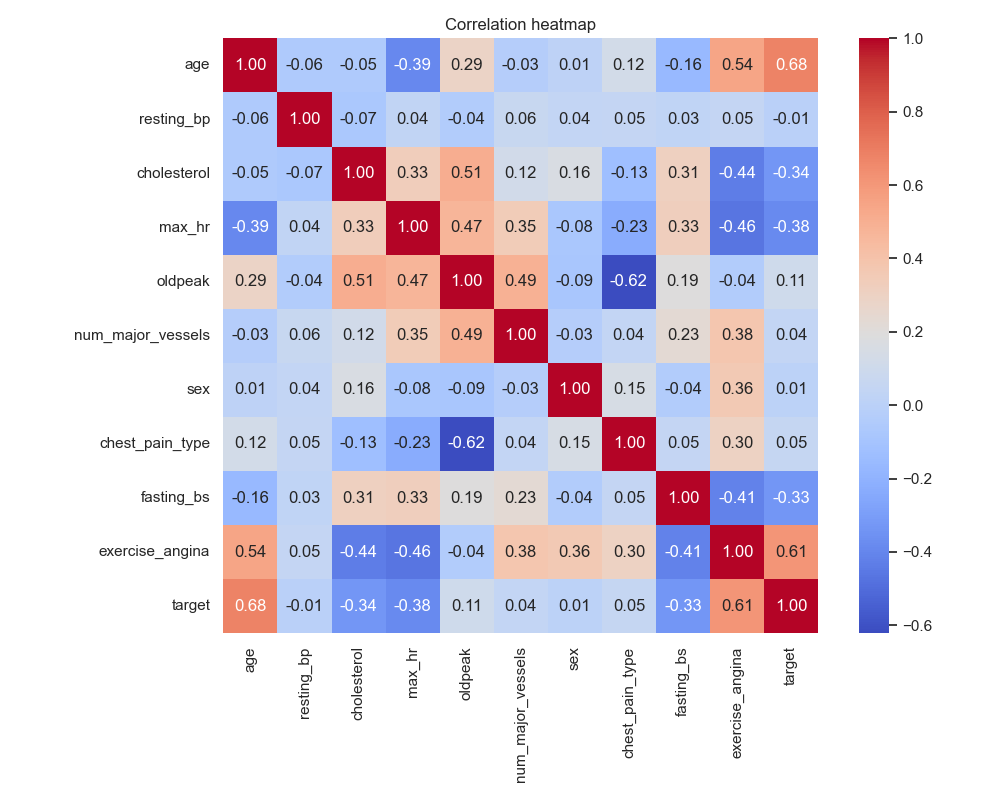 Correlation heatmap
age 1.00 -0.06 -0.05 -0.39 0.29 -0.03 0.01 0.12 -0.16 0.54 0.68
resting_bp -0.06 1.00 -0.07 0.04 -0.04 0.06 0.04 0.05 0.03 0.05 -0.01
cholesterol -0.05 -0.07 1.00 0.33 0.51 0.12 0.16 -0.13 0.31 -0.44 -0.34
max_hr -0.39 0.04 0.33 1.00 0.47 0.35 -0.08 -0.23 0.33 -0.46 -0.38
oldpeak 0.29 -0.04 0.51 0.47 1.00 0.49 -0.09 -0.62 0.19 -0.04 0.11
num_major_vessels -0.03 0.06 0.12 0.35 0.49 1.00 -0.03 0.04 0.23 0.38 0.04
sex 0.01 0.04 0.16 -0.08 -0.09 -0.03 1.00 0.15 -0.04 0.36 0.01
chest_pain_type 0.12 0.05 -0.13 -0.23 -0.62 0.04 0.15 1.00 0.05 0.30 0.05
fasting_bs -0.16 0.03 0.31 0.33 0.19 0.23 -0.04 0.05 1.00 -0.41 -0.33
exercise_angina 0.54 0.05 -0.44 -0.46 -0.04 0.38 0.36 0.30 -0.41 1.00 0.61
target 0.68 -0.01 -0.34 -0.38 0.11 0.04 0.01 0.05 -0.33 0.61 1.00
age
resting_bp
cholesterol
max_hr
oldpeak
num_major_vessels
sex
chest_pain_type
fasting_bs
exercise_angina
target
1.0
0.8
0.6
0.4
0.2
0.0
−0.2
−0.4
−0.6